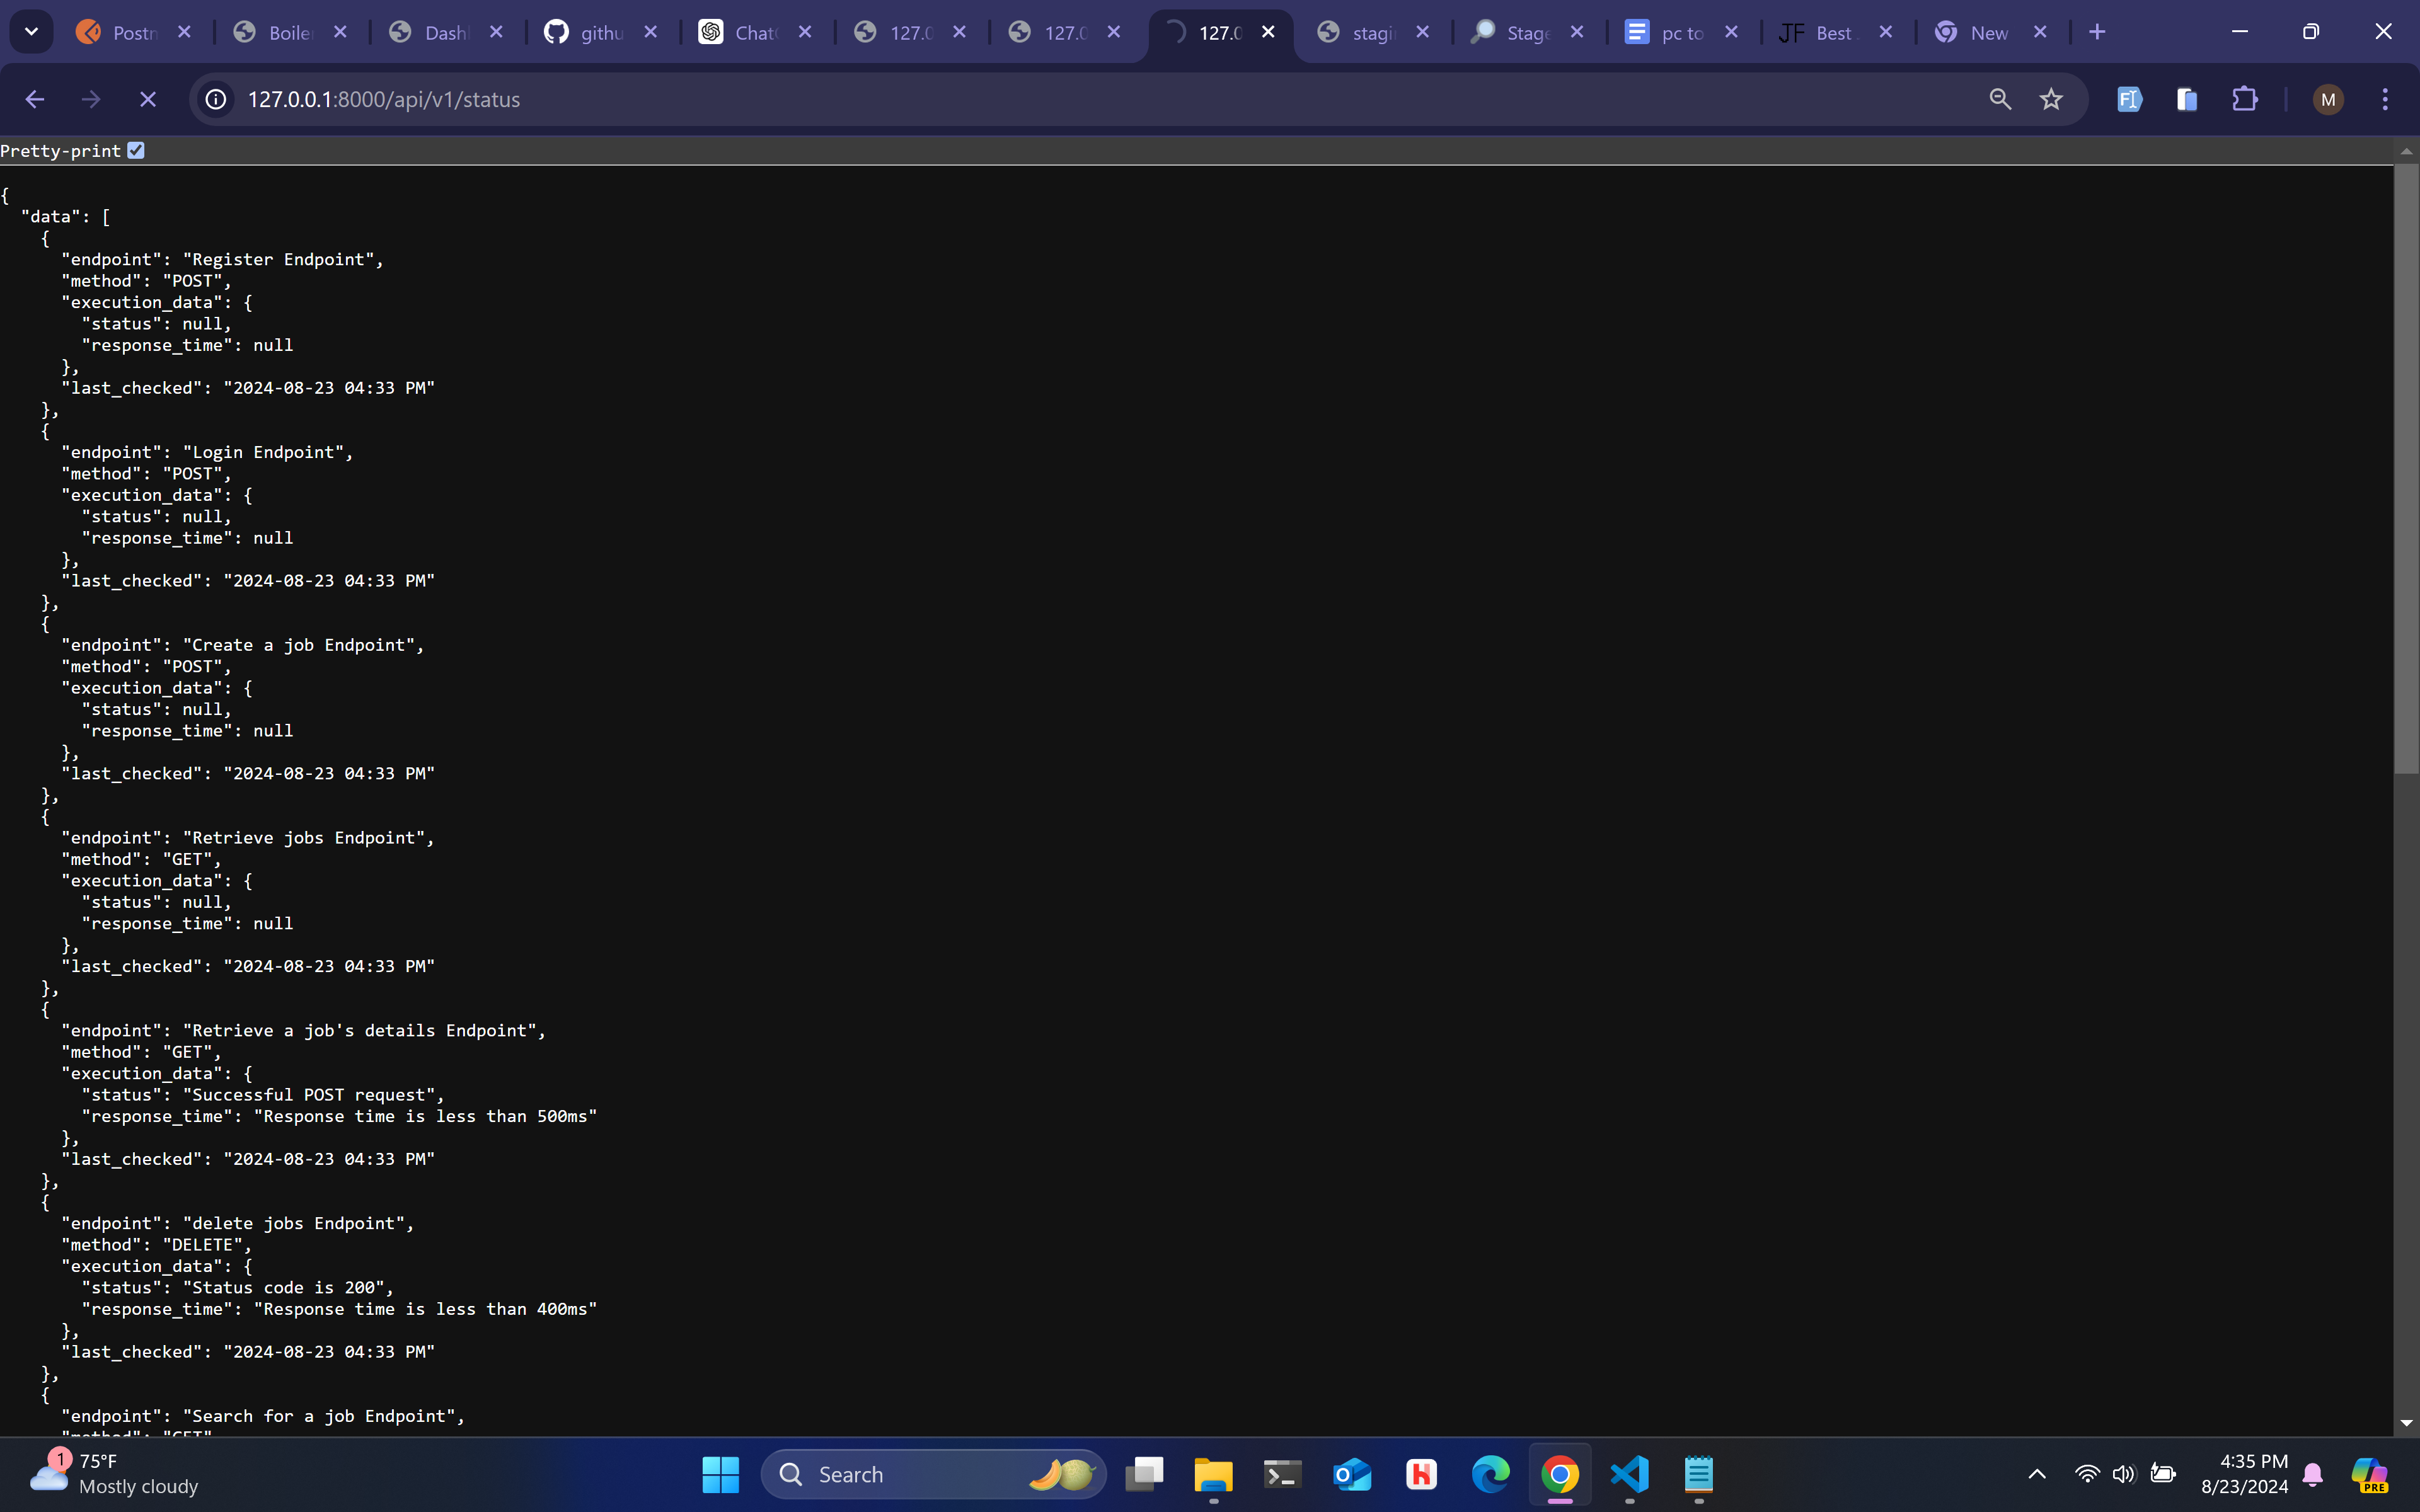 Postn
Boiler
Dash
githu
Chat
127.0
127.0
127.0
stagi
Stage
pc to
JF Best
New
127.0.0.1:8000/api/v1/status
M
Pretty-print
{
"data": [
{
"endpoint": "Register Endpoint",
"method": "POST",
"execution_data": {
"status": null,
"response_time": null
},
"last_checked": "2024-08-23 04:33 PM"
},
{
"endpoint": "Login Endpoint",
"method": "POST",
"execution_data": {
"status": null,
"response_time": null
},
"last_checked": "2024-08-23 04:33 PM"
},
{
"endpoint": "Create a job Endpoint",
"method": "POST",
"execution_data": {
"status": null,
"response_time": null
},
"last_checked": "2024-08-23 04:33 PM"
},
{
"endpoint": "Retrieve jobs Endpoint",
"method": "GET",
"execution_data": {
"status": null,
"response_time": null
},
"last_checked": "2024-08-23 04:33 PM"
},
{
"endpoint": "Retrieve a job's details Endpoint",
"method": "GET",
"execution_data": {
"status": "Successful POST request",
"response_time": "Response time is less than 500ms"
},
"last_checked": "2024-08-23 04:33 PM"
},
{
"endpoint": "delete jobs Endpoint",
"method": "DELETE",
"execution_data": {
"status": "Status code is 200",
"response_time": "Response time is less than 400ms"
},
"last_checked": "2024-08-23 04:33 PM"
},
{
"endpoint": "Search for a job Endpoint",
"method": "GET"
1
75°F
Mostly cloudy
Search
4:35 PM
8/23/2024
PRE